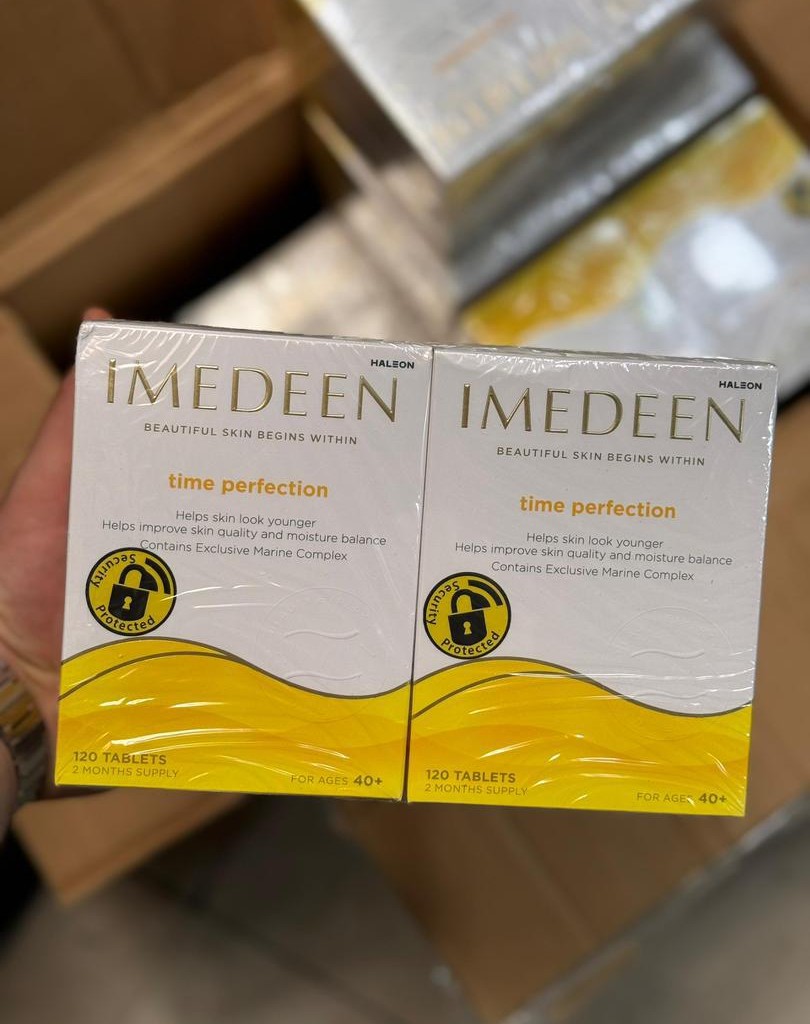 HALEON
IMEDEEN
BEAUTIFUL SKIN BEGINS WITHIN
time perfection
Helps skin look younger
Helps improve skin quality and moisture balance
Contains Exclusive Marine Complex
Security
Protected
120 TABLETS
2 MONTHS SUPPLY
FOR AGES 40+
HALEON
IMEDEEN
BEAUTIFUL SKIN BEGINS WITHIN
time perfection
Helps skin look younger
Helps improve skin quality and moisture balance
Contains Exclusive Marine Complex
Security
Protected
120 TABLETS
2 MONTHS SUPPLY
FOR AGES 40+